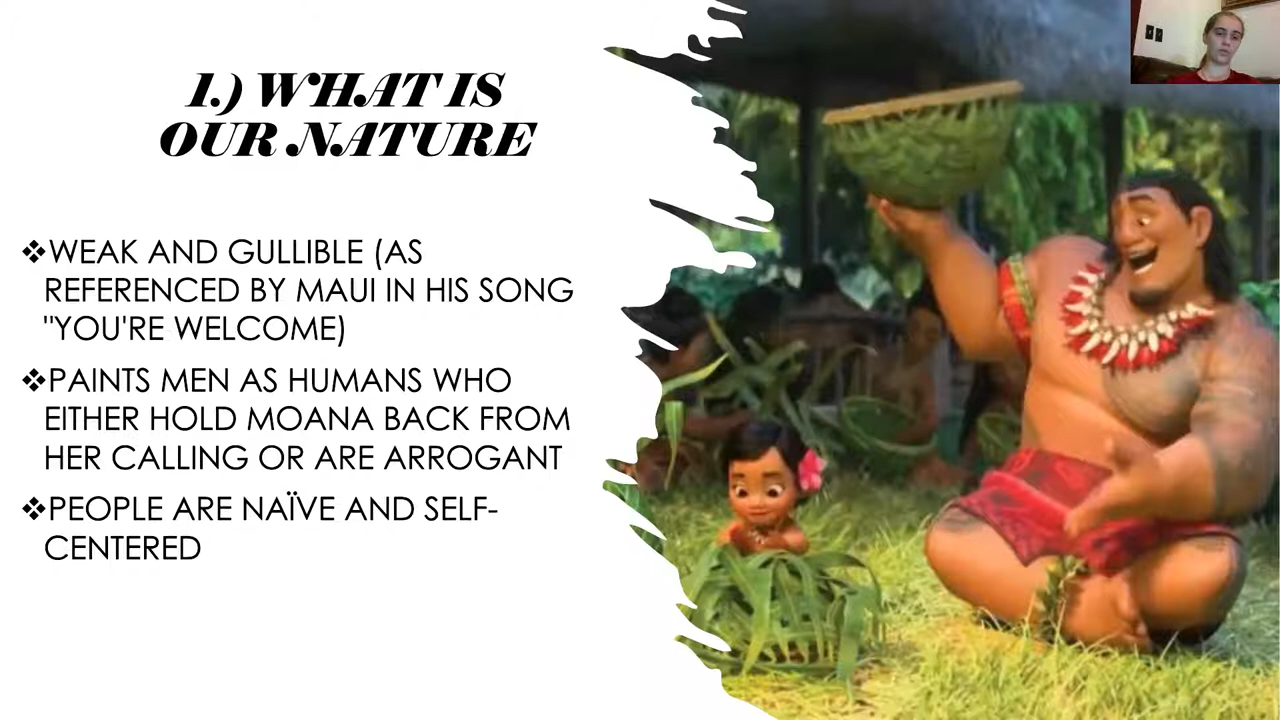 1.) WHAT IS
OUR NATURE
❖WEAK AND GULLIBLE (AS
REFERENCED BY MAUI IN HIS SONG
"YOU'RE WELCOME)
❖PAINTS MEN AS HUMANS WHO
EITHER HOLD MOANA BACK FROM
HER CALLING OR ARE ARROGANT
❖PEOPLE ARE NAÏVE AND SELF-
CENTERED